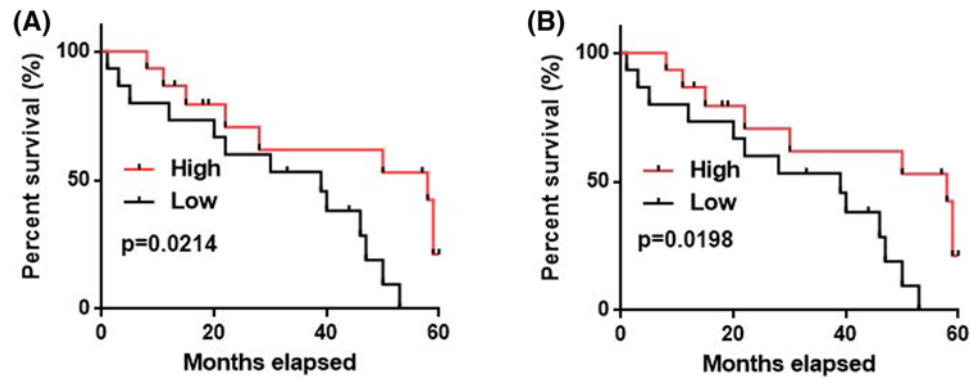 (A)
Percent survival (%)
100
50
0
High
Low
p=0.0214
0 20 40 60
Months elapsed
(B)
Percent survival (%)
100
50
0
High
Low
p=0.0198
0 20 40 60
Months elapsed